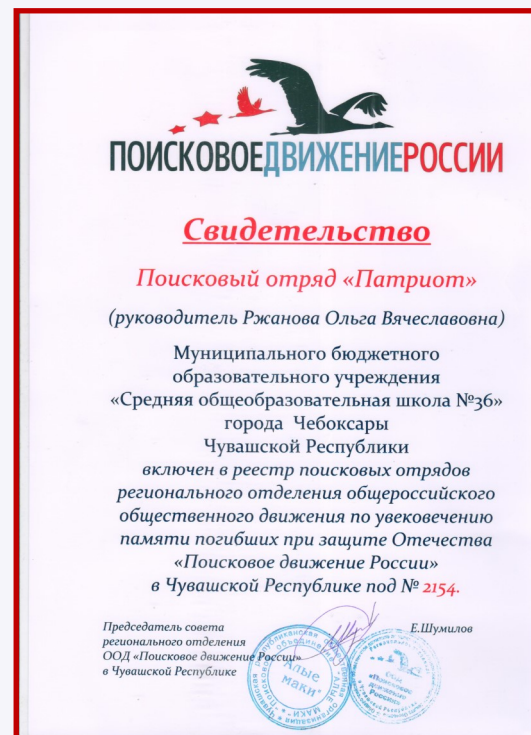 ПОИСКОВОЕДВИЖЕНИЕРОССИИ
Свидетельство
Поисковый отряд «Патриот»
(руководитель Ржанова Ольга Вячеславовна)
Муниципального бюджетного
образовательного учреждения
«Средняя общеобразовательная школа №36»
города Чебоксары
Чувашской Республики
включен в реестр поисковых отрядов
регионального отделения общероссийского
общественного движения по увековечению
памяти погибших при защите Отечества
«Поисковое движение России»
в Чувашской Республике под № 2154.
Председатель совета
регионального отделения
ООД «Поисковое движение России»
в Чувашской Республике
Е.Шумилов
"Алые
маки"